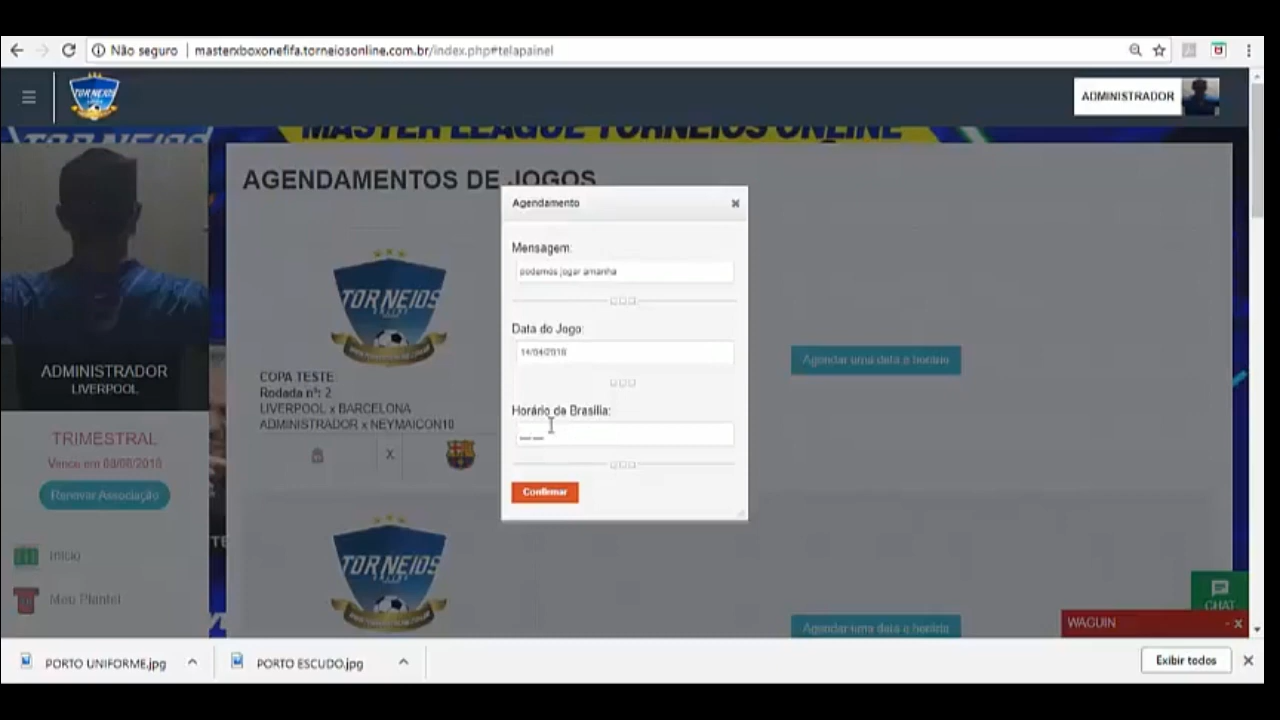 Não seguro masterxboxonefifa.torneiosonline.com.br/index.php#telapainel
TORNEIOS
ADMINISTRADOR
MASTER LEAGUE TORNEIOS ONLINE
AGENDAMENTOS DE JOGOS
Agendamento
Mensagem:
podemos jogar amanha
TORNEIOS
Data do Jogo:
14/04/2018
Agendar uma data e horário
ADMINISTRADOR
LIVERPOOL
COPA TESTE
Rodada nº: 2
LIVERPOOL x BARCELONA
ADMINISTRADOR x NEYMAICON10
X
Horário de Brasília:
TRIMESTRAL
Vence em 08/08/2018
Renovar Associação
Confirmar
Início
TORNEIOS
Meu Plantel
CHAT
WAGUIN - x
Agendar uma data e horário
PORTO UNIFORME.jpg
PORTO ESCUDO.jpg
Exibir todos